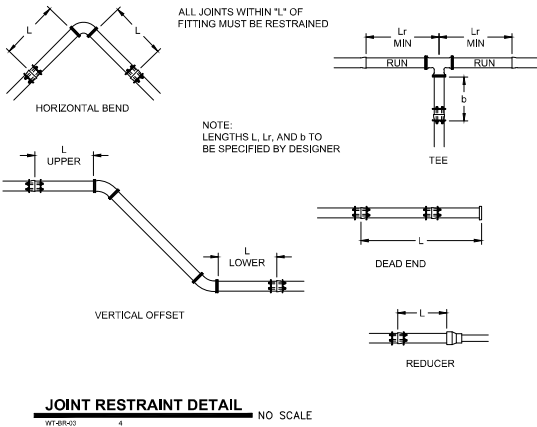 ALL JOINTS WITHIN "L" OF
FITTING MUST BE RESTRAINED
L
L
HORIZONTAL BEND
Lr
MIN
Lr
MIN
RUN
RUN
b
TEE
NOTE:
LENGTHS L, Lr, AND b TO
BE SPECIFIED BY DESIGNER
L
UPPER
L
LOWER
VERTICAL OFFSET
L
DEAD END
L
REDUCER
JOINT RESTRAINT DETAIL
NO SCALE
WT-BR-03 4